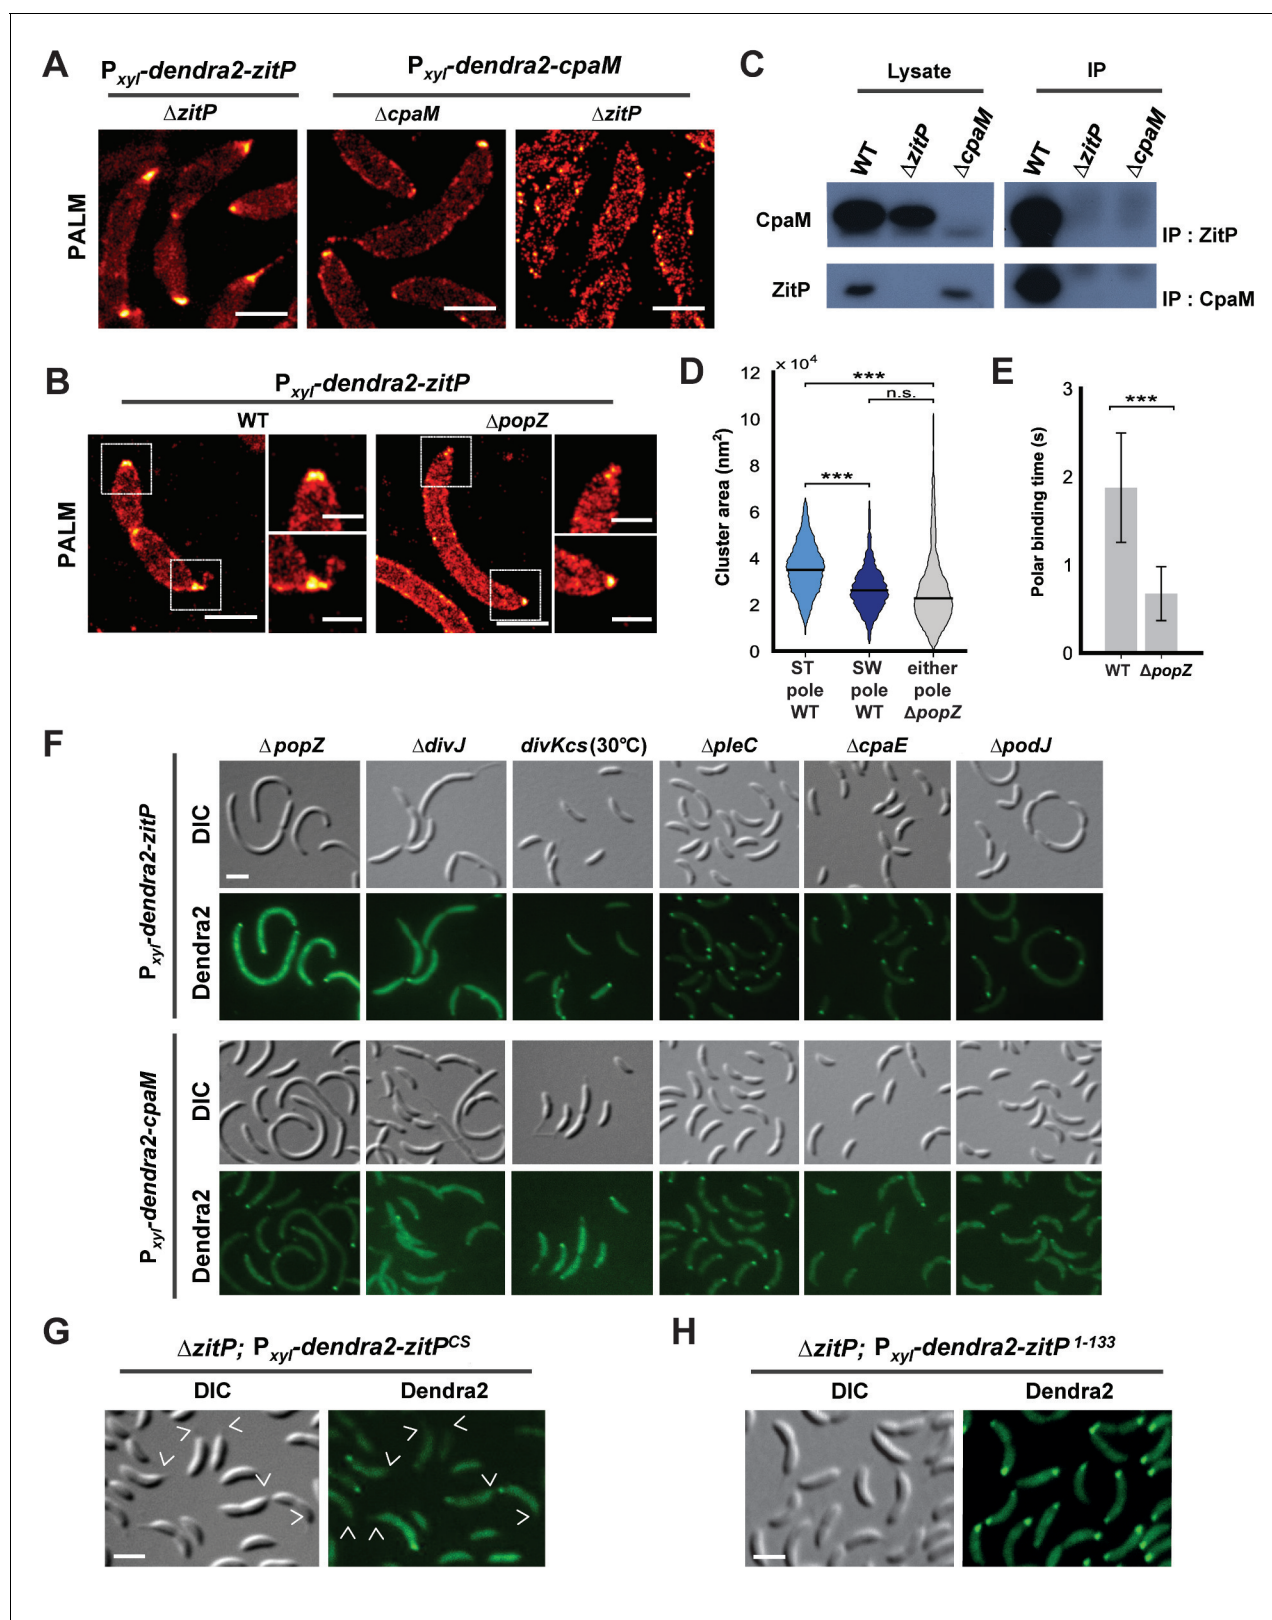 A
Pxyl-dendra2-zitP
Pxyl-dendra2-cpaM
ΔzitP
ΔcpaM
ΔzitP
PALM
B
Pxyl-dendra2-zitP
WT
ΔpopZ
PALM
C
Lysate
IP
WT
ΔzitP
ΔcpaM
WT
ΔzitP
ΔcpaM
CpaM
IP : ZitP
ZitP
IP : CpaM
D
× 10⁴
12
10
8
6
4
2
0
Cluster area (nm²)
***
n.s.
***
ST pole WT
SW pole WT
either pole ΔpopZ
E
3
2
1
0
Polar binding time (s)
***
WT
ΔpopZ
F
ΔpopZ
ΔdivJ
divKcs (30°C)
ΔpleC
ΔcpaE
ΔpodJ
Pxyl-dendra2-zitP
DIC
Dendra2
Pxyl-dendra2-cpaM
DIC
Dendra2
G
ΔzitP; Pxyl-dendra2-zitP^CS
DIC
Dendra2
H
ΔzitP; Pxyl-dendra2-zitP^1-133
DIC
Dendra2